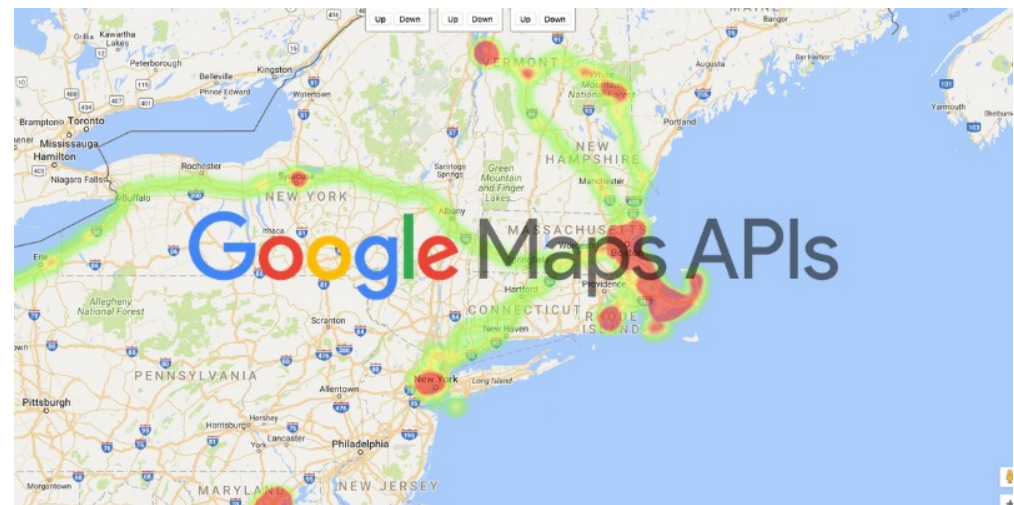 MAINE
Bangor
Orillia
Kawartha
Lakes
Up Down
Up Down
Up Down
VERMONT
Peterborough
Belleville
Kingston
Prince Edward
Watertown
Augusta
Bar Harbor
White
Mountain
National Forest
Yarmouth
Brampton
Toronto
Mississauga
Hamilton
Portland
NEW
HAMPSHIRE
Niagara Falls
Rochester
Syracuse
Saratoga
Springs
Green
Mountain
and Finger
Lakes...
Manchester
Buffalo
NEW YORK
Albany
Ithaca
MASSACHUSETTS
Google Maps APIs
Worcester
Boston
Erie
Springfield
Hartford
Providence
Allegheny
National Forest
CONNECTICUT
RHODE
ISLAND
Scranton
New Haven
PENNSYLVANIA
New York
Long Island
Allentown
Pittsburgh
Hershey
Harrisburg
York
Lancaster
Philadelphia
Morgantown
MARYLAND
NEW JERSEY